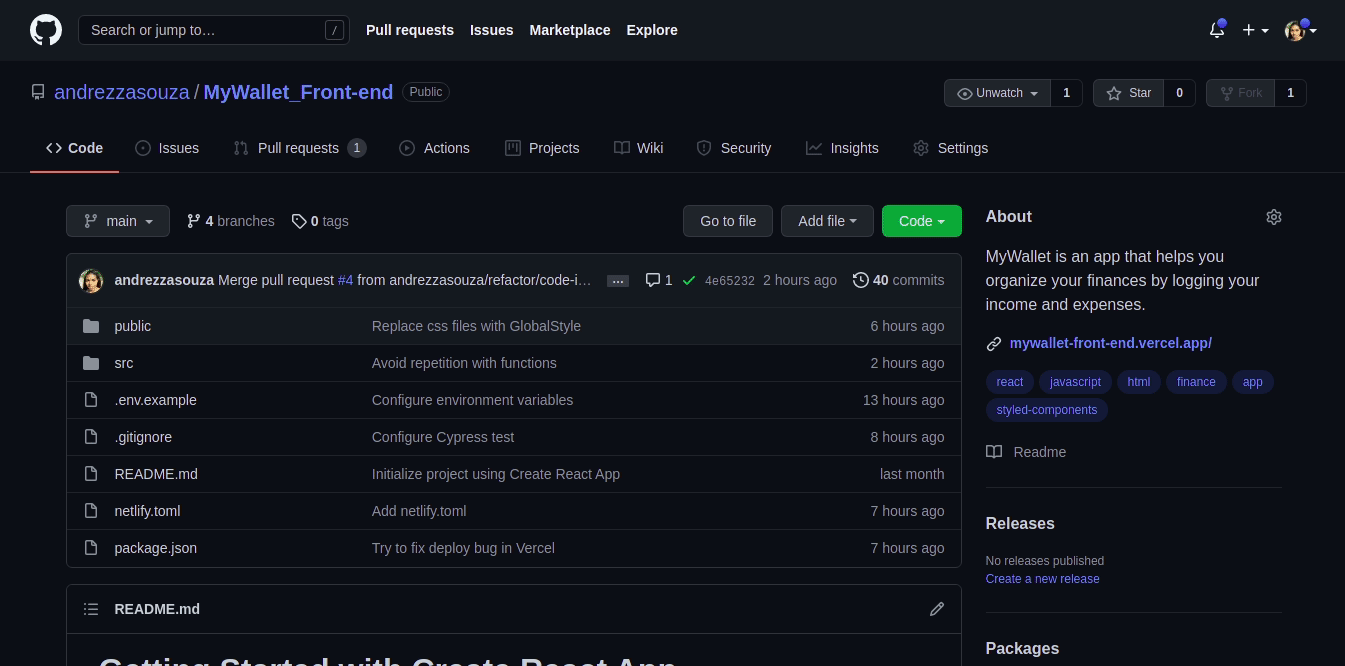 Search or jump to… / Pull requests Issues Marketplace Explore
andrezzasouza / MyWallet_Front-end Public Unwatch 1 Star 0 Fork 1
Code Issues Pull requests 1 Actions Projects Wiki Security Insights Settings
main 4 branches 0 tags Go to file Add file Code
andrezzasouza Merge pull request #4 from andrezzasouza/refactor/code-i… … 1 4e65232 2 hours ago 40 commits
public Replace css files with GlobalStyle 6 hours ago
src Avoid repetition with functions 2 hours ago
.env.example Configure environment variables 13 hours ago
.gitignore Configure Cypress test 8 hours ago
README.md Initialize project using Create React App last month
netlify.toml Add netlify.toml 7 hours ago
package.json Try to fix deploy bug in Vercel 7 hours ago
README.md
Getting Started with Create React App
About
MyWallet is an app that helps you
organize your finances by logging your
income and expenses.
mywallet-front-end.vercel.app/
react javascript html finance app
styled-components
Readme
Releases
No releases published
Create a new release
Packages